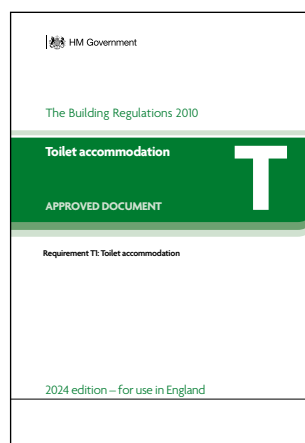 HM Government
The Building Regulations 2010
Toilet accommodation
T
APPROVED DOCUMENT
Requirement T1: Toilet accommodation
2024 edition – for use in England